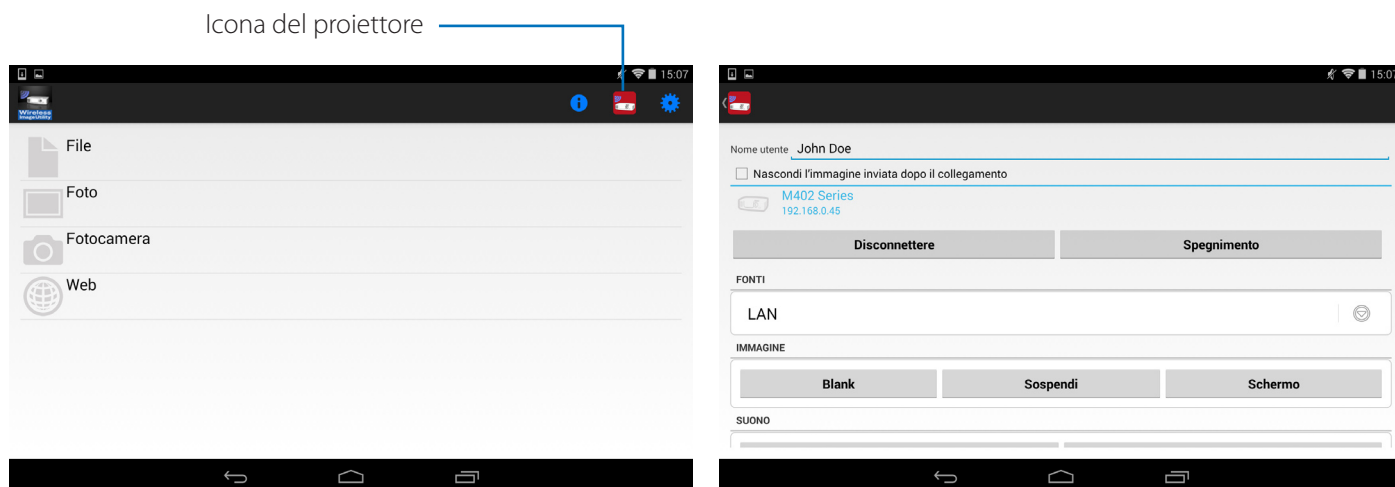 Icona del proiettore
15:07
Wireless
ImageUtility
File
Foto
Fotocamera
Web
15:07
Nome utente John Doe
Nascondi l'immagine inviata dopo il collegamento
M402 Series
192.168.0.45
Disconnettere Spegnimento
FONTI
LAN
IMMAGINE
Blank Sospendi Schermo
SUONO